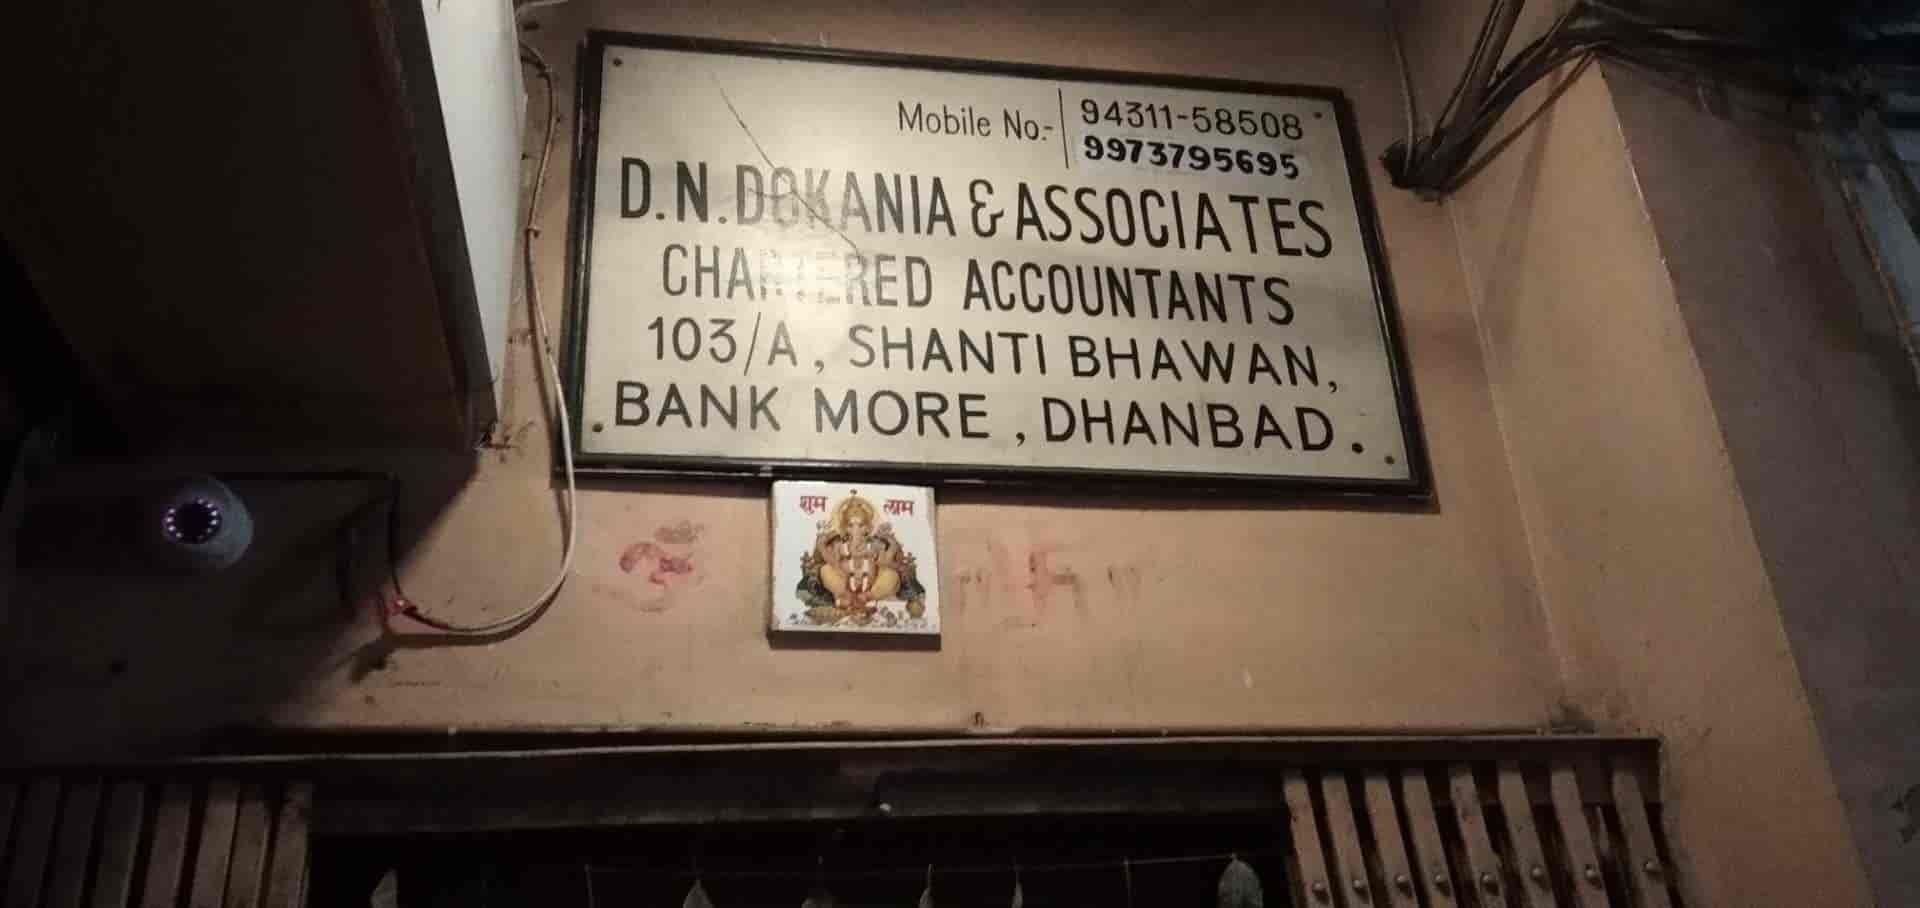 Mobile No:- 94311-58508
9973795695
D.N.DOKANIA & ASSOCIATES
CHARTERED ACCOUNTANTS
103/A, SHANTI BHAWAN,
BANK MORE, DHANBAD.
शुभ लाभ